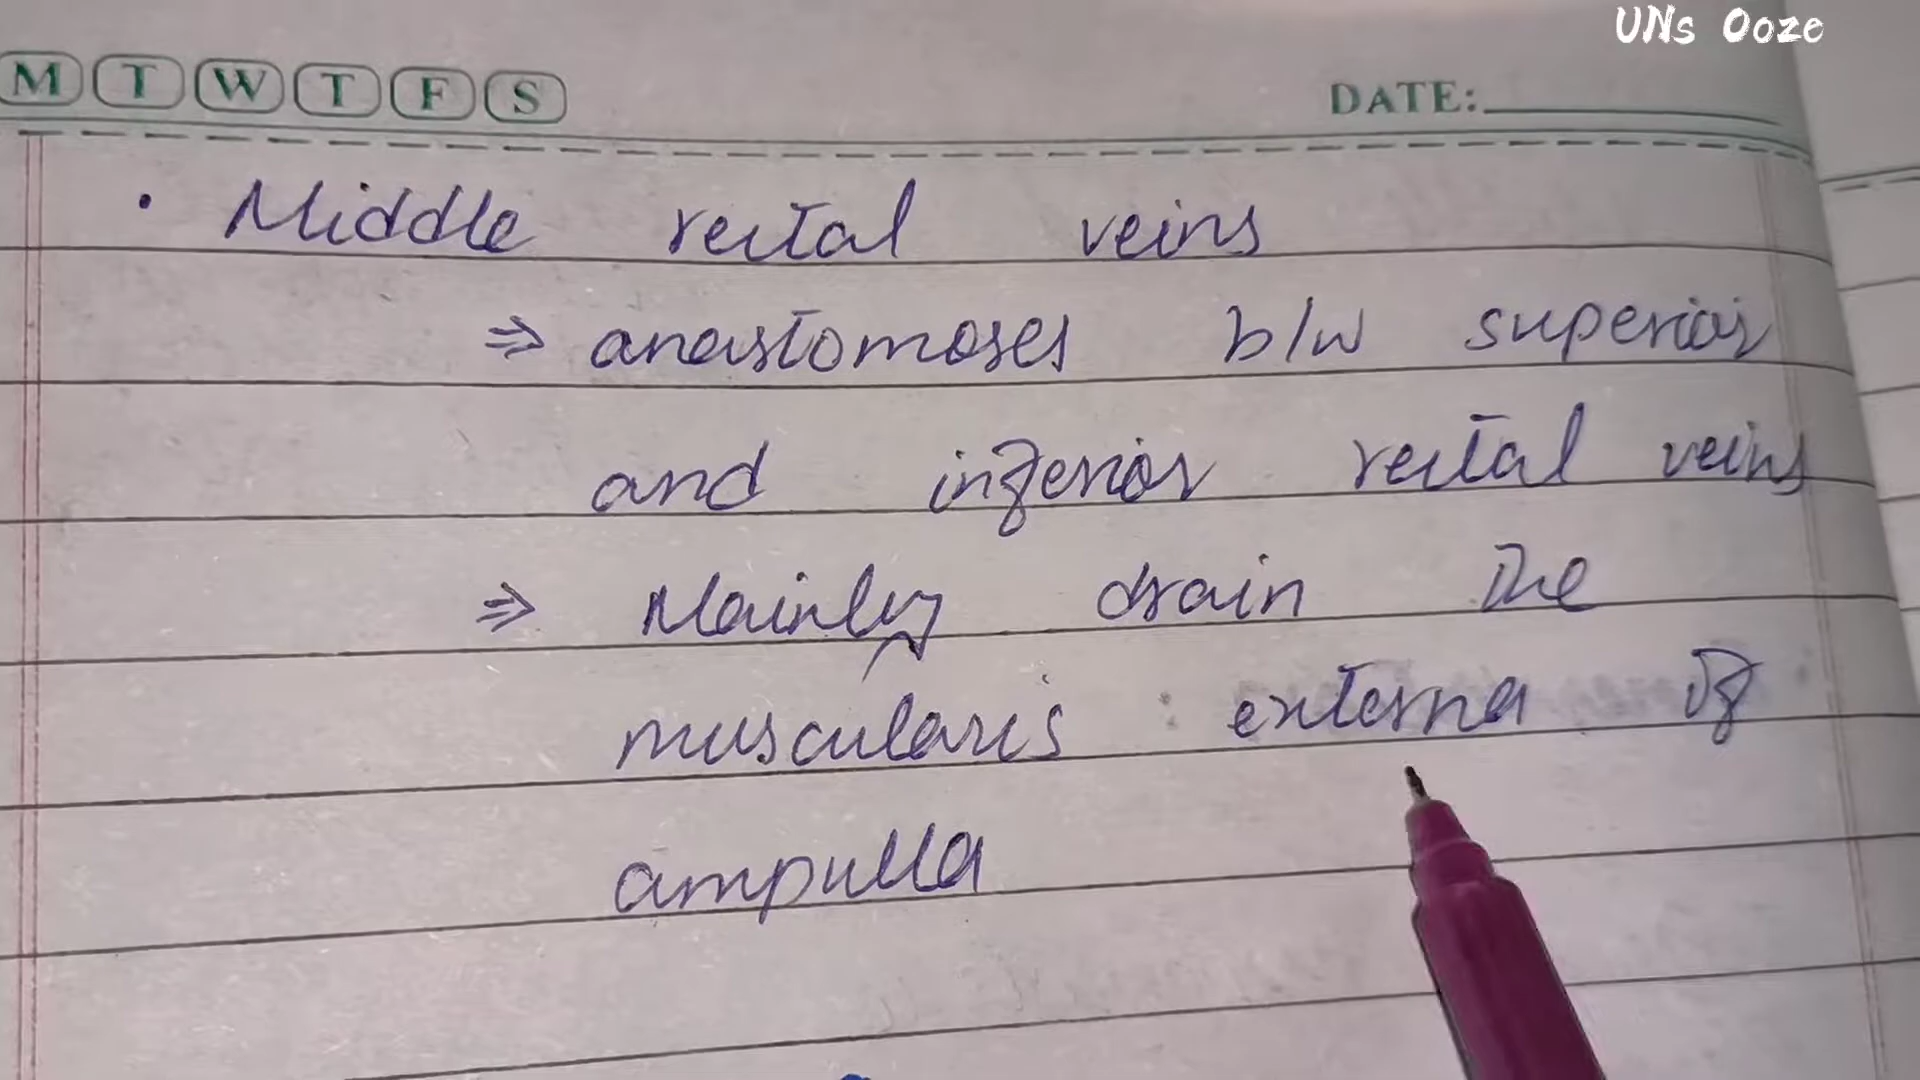 UNs Ooze
M T W T F S DATE:
· Middle rectal veins
⇒ anastomoses b/w superior
and inferior rectal veins
⇒ Mainly drain the
muscularis externa of
ampulla